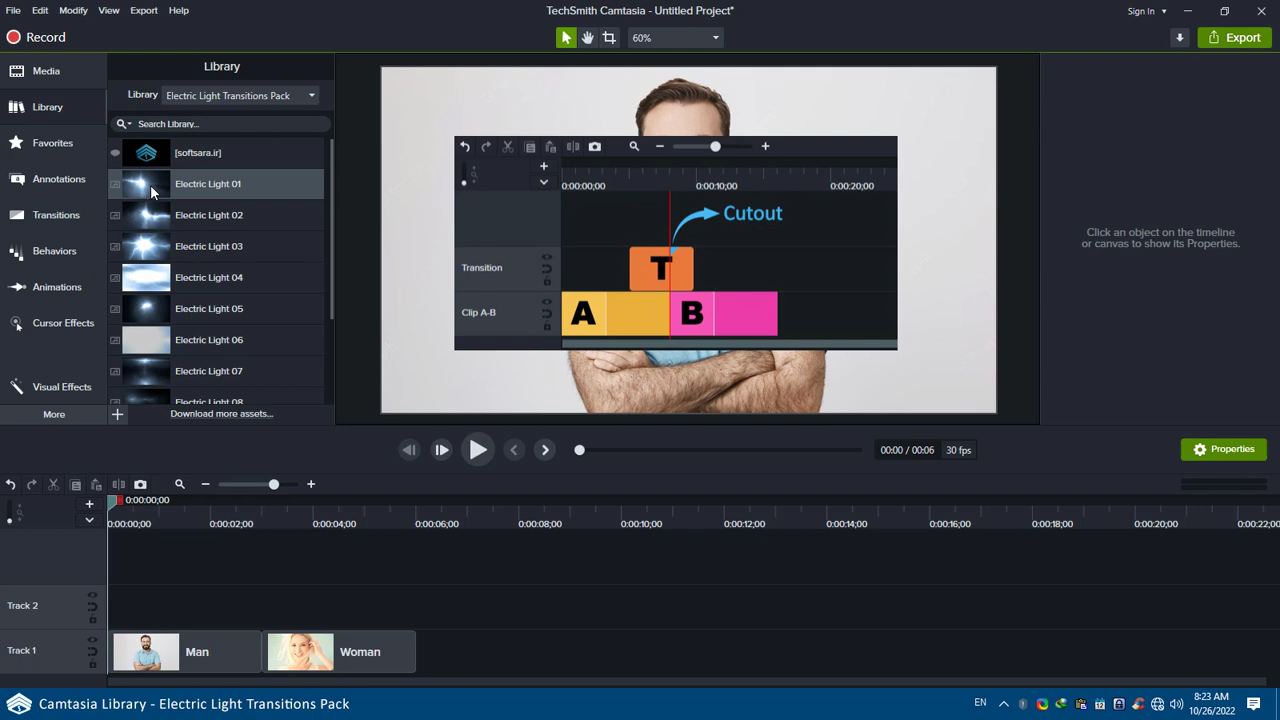 File Edit View Export Help
TechSmith Camtasia - Untitled Project*
Sign In
Record
60%
Export
Media
Library
Favorites
Annotations
Transitions
Behaviors
Animations
Cursor Effects
Visual Effects
More
Library
Library Electric Light Transitions Pack
Search Library...
[softsara.ir]
Electric Light 01
Electric Light 02
Electric Light 03
Electric Light 04
Electric Light 05
Electric Light 06
Electric Light 07
Electric Light 08
Download more assets...
0:00:00;00 0:00:10;00 0:00:20;00
Cutout
Transition T
Clip A-B A B
Click an object on the timeline
or canvas to show its Properties.
00:00 / 00:06 30 fps
Properties
0:00:00;00
0:00:00;00 0:00:02;00 0:00:04;00 0:00:06;00 0:00:08;00 0:00:10;00 0:00:12;00 0:00:14;00 0:00:16;00 0:00:18;00 0:00:20;00 0:00:22;00
Track 2
Track 1 Man Woman
Camtasia Library - Electric Light Transitions Pack
EN
8:23 AM
10/26/2022